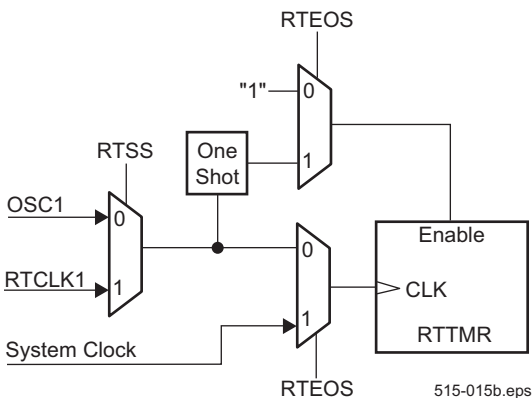 RTEOS
"1"
0
1
RTSS
One
Shot
OSC1
0
RTCLK1
1
0
1
System Clock
RTEOS
Enable
CLK
RTTMR
515-015b.eps